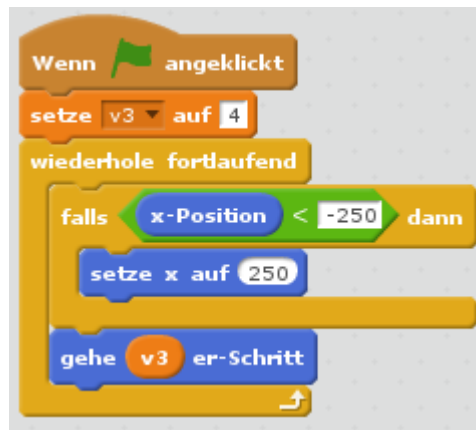 Wenn angeklickt
setze v3 auf 4
wiederhole fortlaufend
falls x-Position < -250 dann
setze x auf 250
gehe v3 er-Schritt